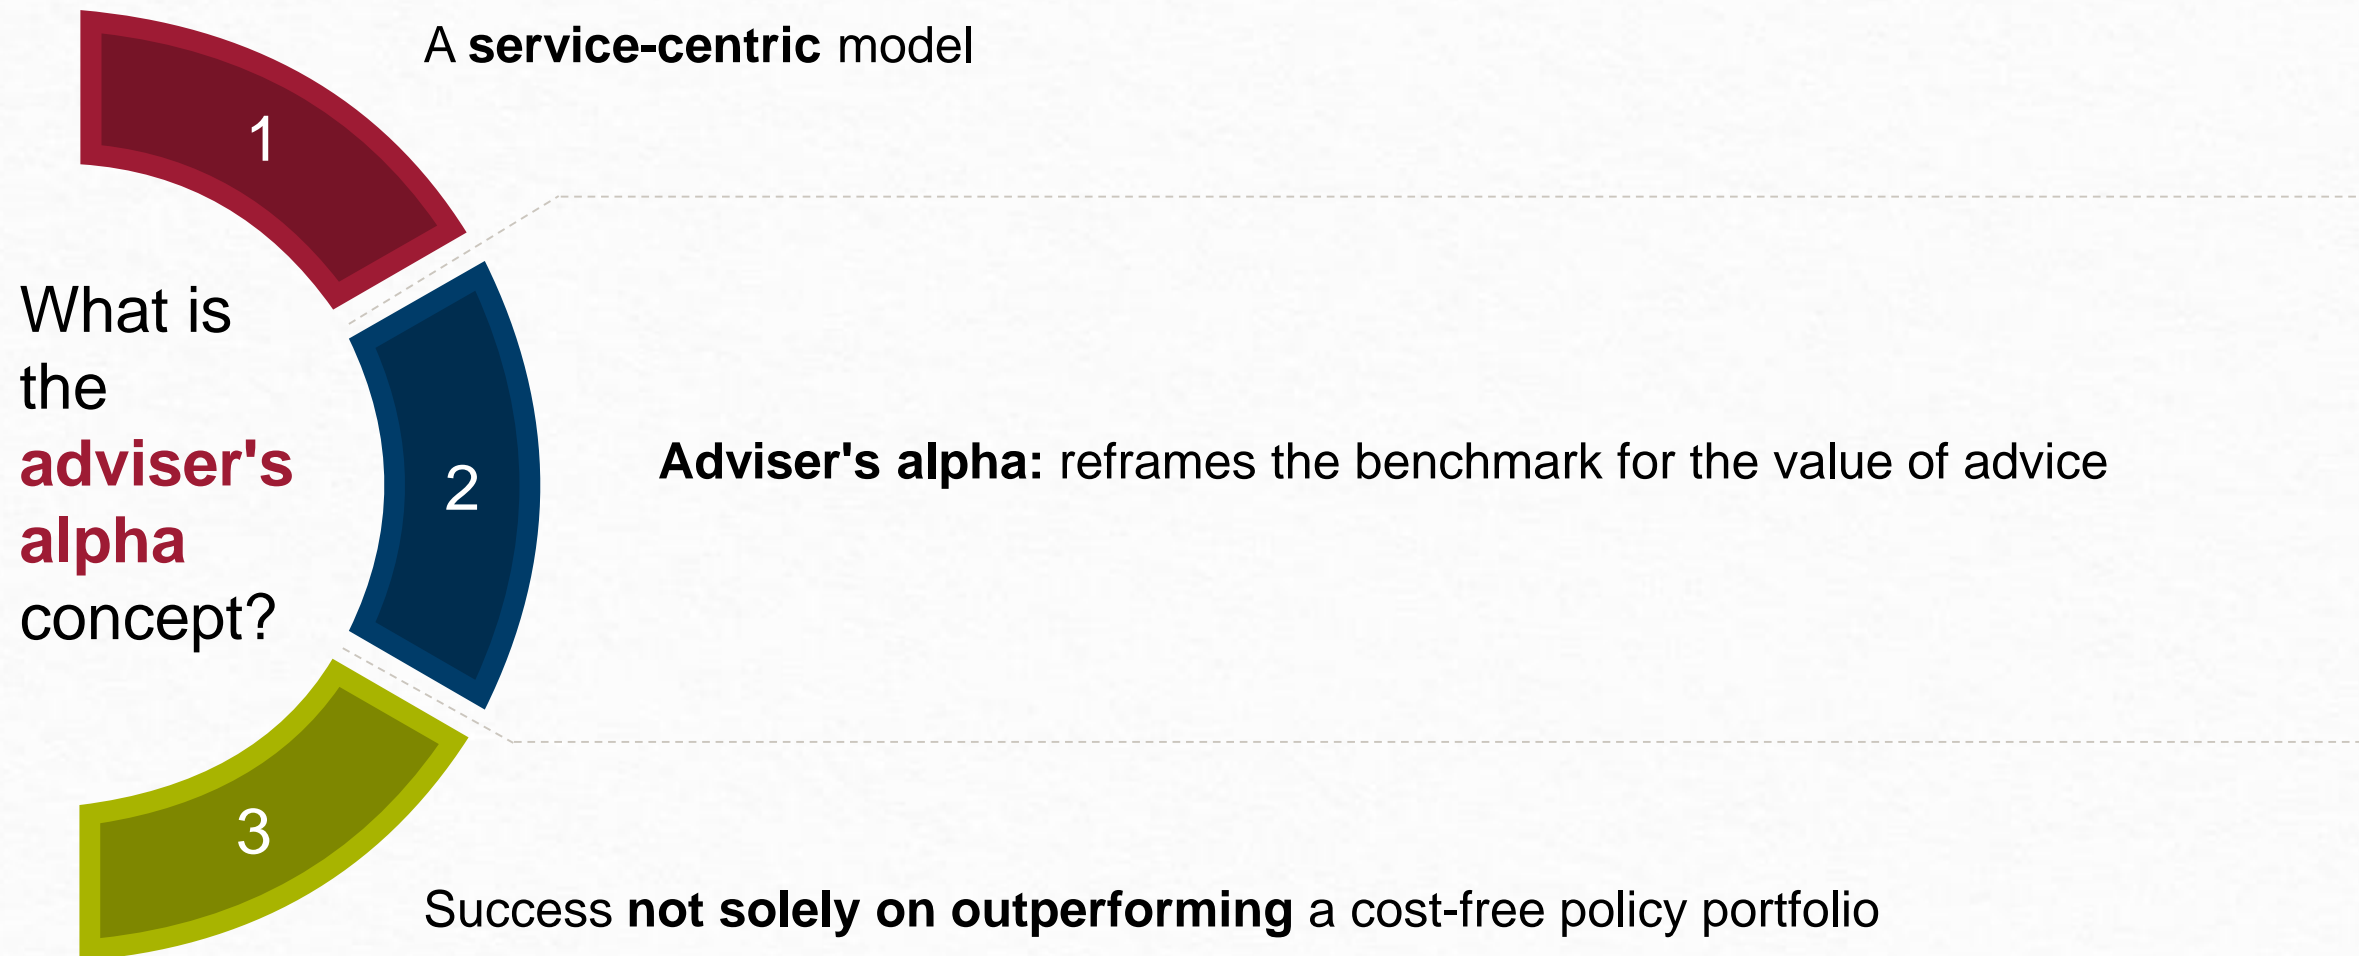 What is
the
adviser's
alpha
concept?
1
A service-centric model
2
Adviser's alpha: reframes the benchmark for the value of advice
3
Success not solely on outperforming a cost-free policy portfolio